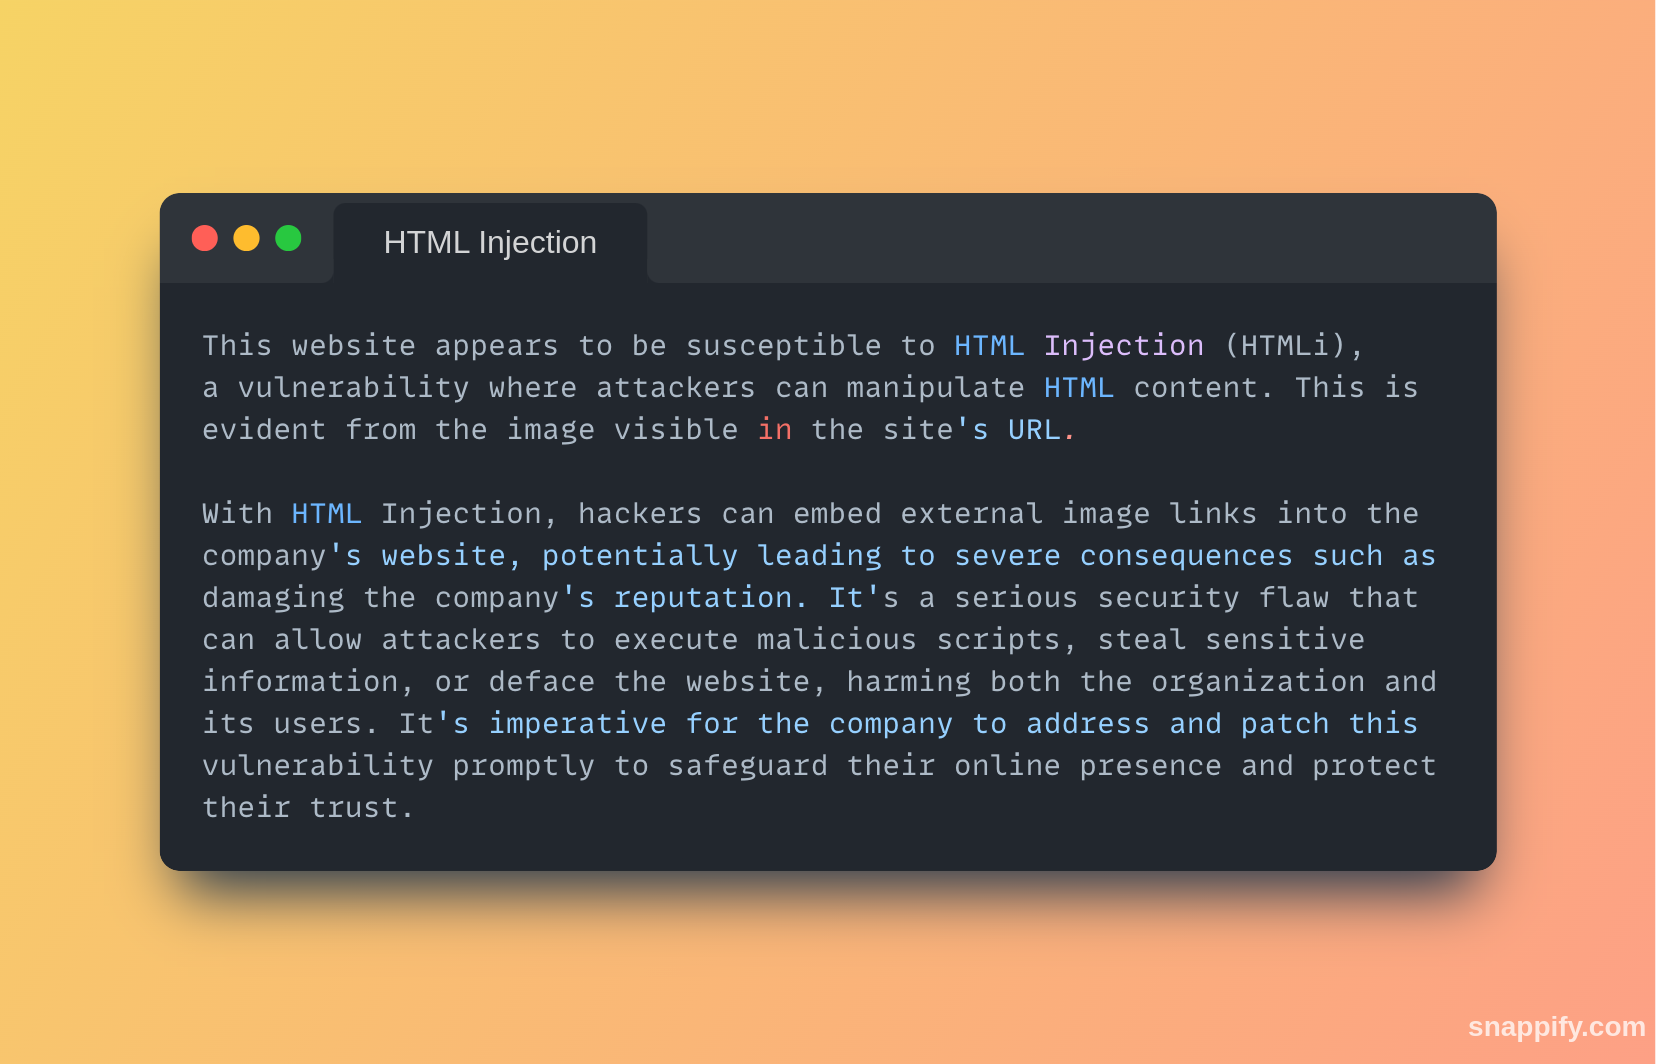 HTML Injection
This website appears to be susceptible to HTML Injection (HTMLi),
a vulnerability where attackers can manipulate HTML content. This is
evident from the image visible in the site's URL.
With HTML Injection, hackers can embed external image links into the
company's website, potentially leading to severe consequences such as
damaging the company's reputation. It's a serious security flaw that
can allow attackers to execute malicious scripts, steal sensitive
information, or deface the website, harming both the organization and
its users. It's imperative for the company to address and patch this
vulnerability promptly to safeguard their online presence and protect
their trust.
snappify.com